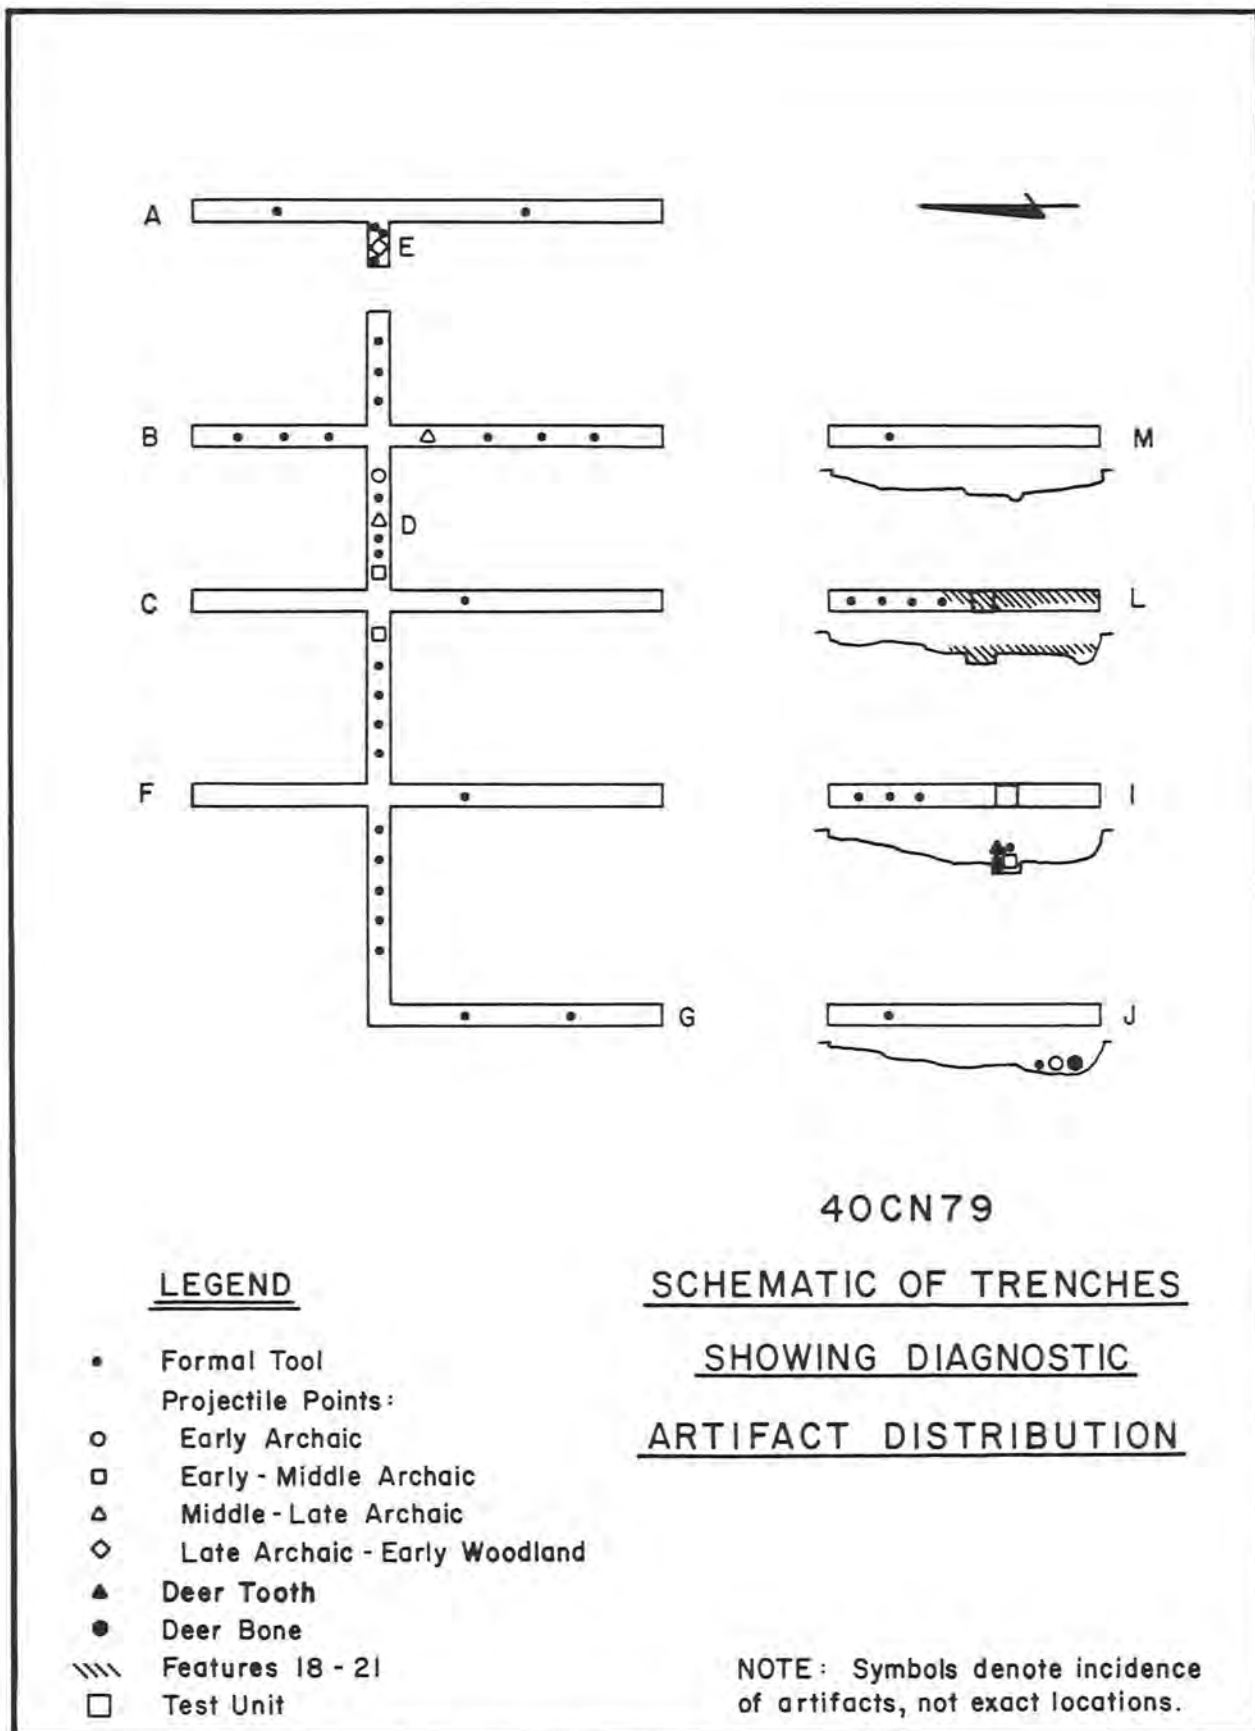 A
E
B
M
D
C
L
F
I
G
J
40CN79
SCHEMATIC OF TRENCHES
SHOWING DIAGNOSTIC
ARTIFACT DISTRIBUTION
LEGEND
Formal Tool
Projectile Points:
Early Archaic
Early - Middle Archaic
Middle - Late Archaic
Late Archaic - Early Woodland
Deer Tooth
Deer Bone
Features 18 - 21
Test Unit
NOTE: Symbols denote incidence
of artifacts, not exact locations.